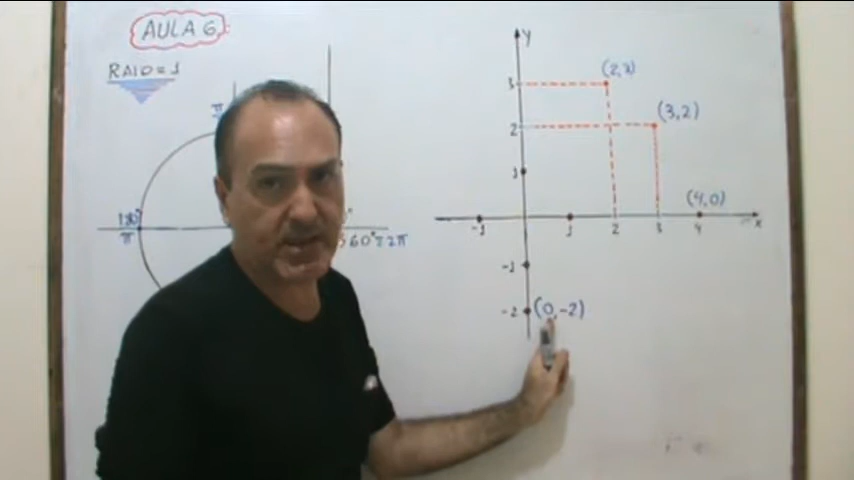 AULA 6
RAIO=1
π
180°
π
360° 2π
y
3
2
1
-1
-2
-1
1
2
3
4
x
(2,3)
(3,2)
(4,0)
(0,-2)